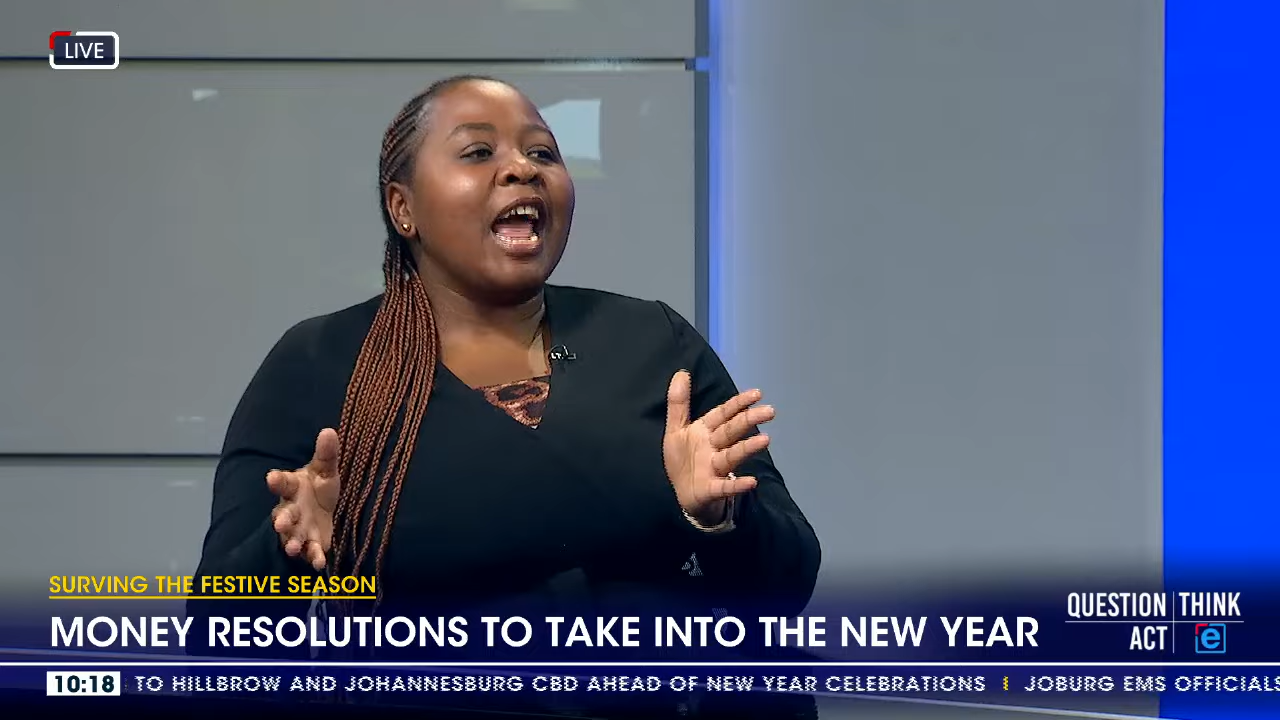 LIVE
SURVING THE FESTIVE SEASON
MONEY RESOLUTIONS TO TAKE INTO THE NEW YEAR
QUESTION THINK
ACT e
10:18 TO HILLBROW AND JOHANNESBURG CBD AHEAD OF NEW YEAR CELEBRATIONS JOBURG EMS OFFICIALS